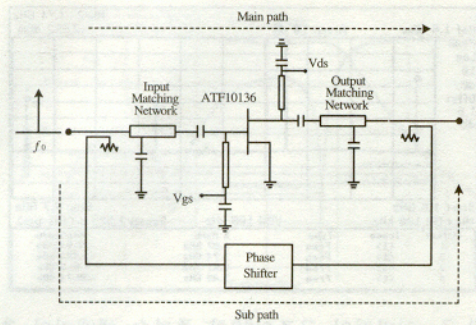 Main path
Vds
Input
Matching
Network
ATF10136
Output
Matching
Network
f0
Vgs
Phase
Shifter
Sub path